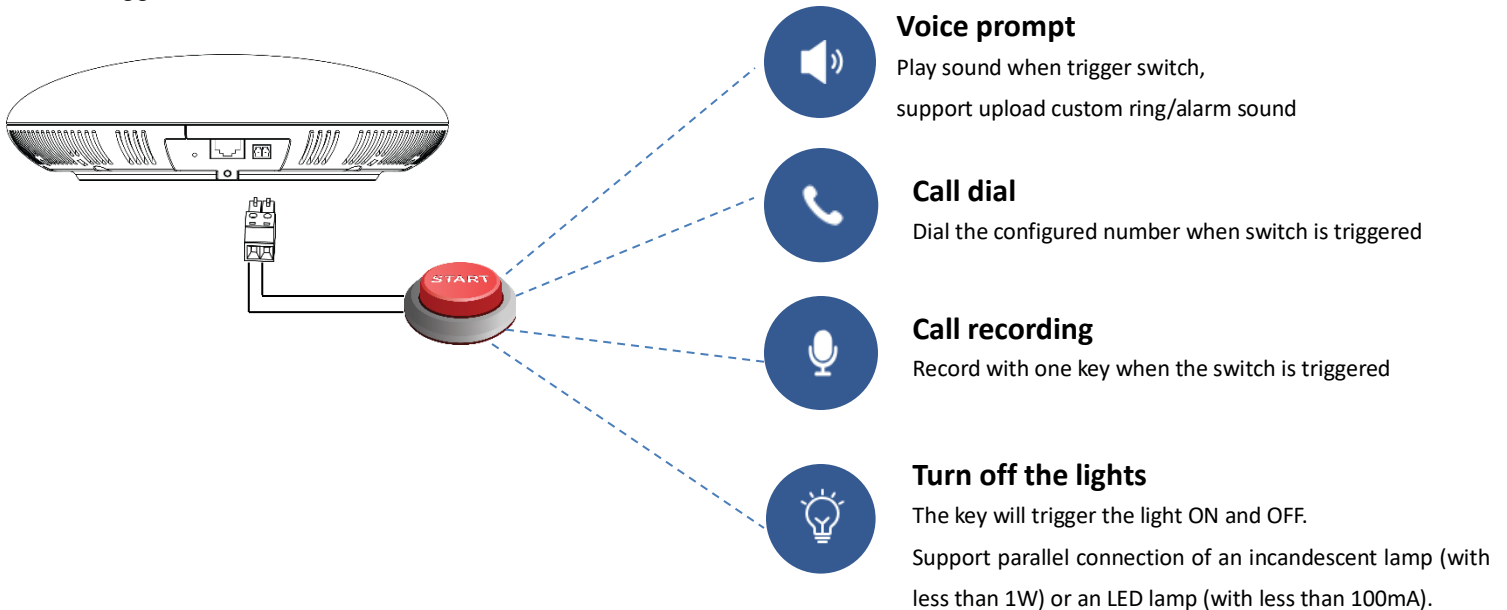 Voice prompt
Play sound when trigger switch,
support upload custom ring/alarm sound
Call dial
Dial the configured number when switch is triggered
START
Call recording
Record with one key when the switch is triggered
Turn off the lights
The key will trigger the light ON and OFF.
Support parallel connection of an incandescent lamp (with
less than 1W) or an LED lamp (with less than 100mA).